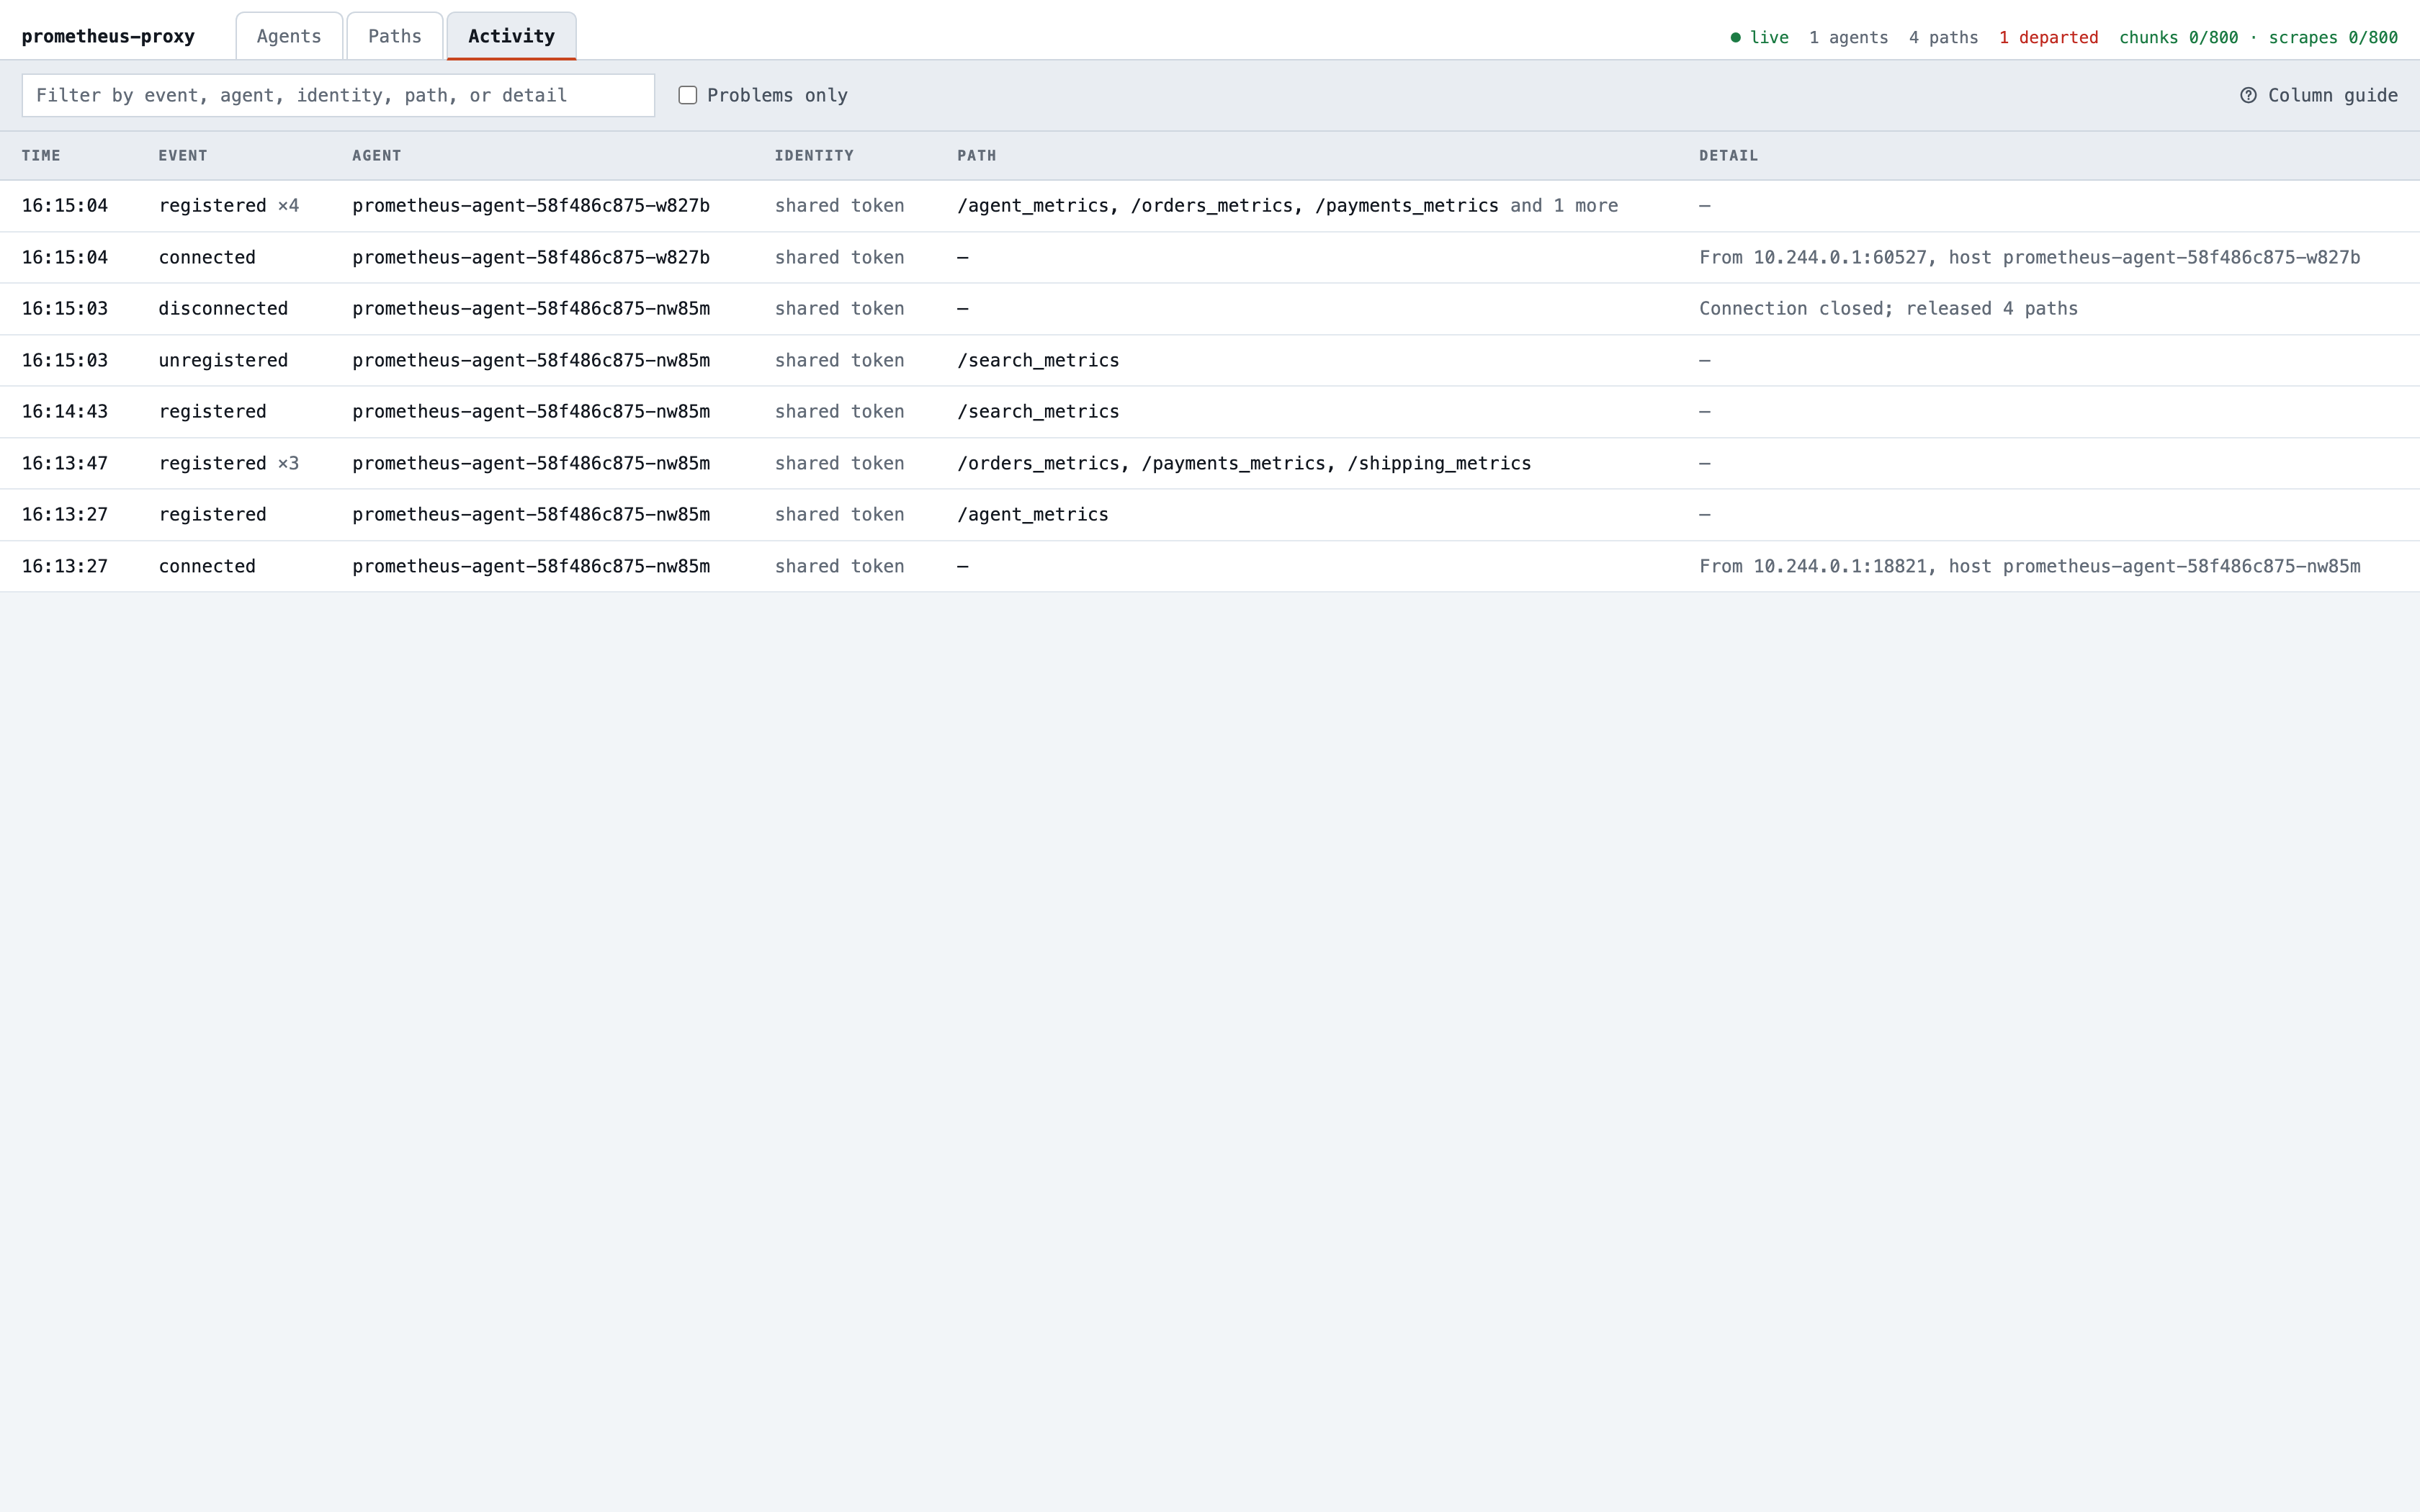 prometheus-proxy Agents Paths Activity ● live 1 agents 4 paths 1 departed chunks 0/800 · scrapes 0/800
Filter by event, agent, identity, path, or detail Problems only Column guide
TIME EVENT AGENT IDENTITY PATH DETAIL
16:15:04 registered ×4 prometheus-agent-58f486c875-w827b shared token /agent_metrics, /orders_metrics, /payments_metrics and 1 more —
16:15:04 connected prometheus-agent-58f486c875-w827b shared token — From 10.244.0.1:60527, host prometheus-agent-58f486c875-w827b
16:15:03 disconnected prometheus-agent-58f486c875-nw85m shared token — Connection closed; released 4 paths
16:15:03 unregistered prometheus-agent-58f486c875-nw85m shared token /search_metrics —
16:14:43 registered prometheus-agent-58f486c875-nw85m shared token /search_metrics —
16:13:47 registered ×3 prometheus-agent-58f486c875-nw85m shared token /orders_metrics, /payments_metrics, /shipping_metrics —
16:13:27 registered prometheus-agent-58f486c875-nw85m shared token /agent_metrics —
16:13:27 connected prometheus-agent-58f486c875-nw85m shared token — From 10.244.0.1:18821, host prometheus-agent-58f486c875-nw85m